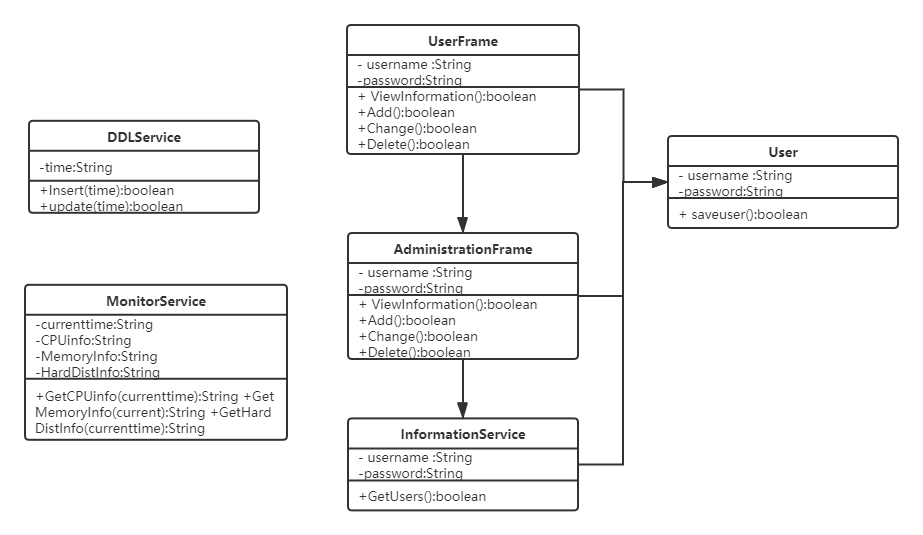 UserFrame
- username :String
-password:String
+ ViewInformation():boolean
+Add():boolean
+Change():boolean
+Delete():boolean
DDLService
-time:String
+Insert(time):boolean
+update(time):boolean
User
- username :String
-password:String
+ saveuser():boolean
AdministrationFrame
- username :String
-password:String
+ ViewInformation():boolean
+Add():boolean
+Change():boolean
+Delete():boolean
MonitorService
-currenttime:String
-CPUinfo:String
-MemoryInfo:String
-HardDistInfo:String
+GetCPUinfo(currenttime):String +Get
MemoryInfo(current):String +GetHard
DistInfo(currenttime):String
InformationService
- username :String
-password:String
+GetUsers():boolean